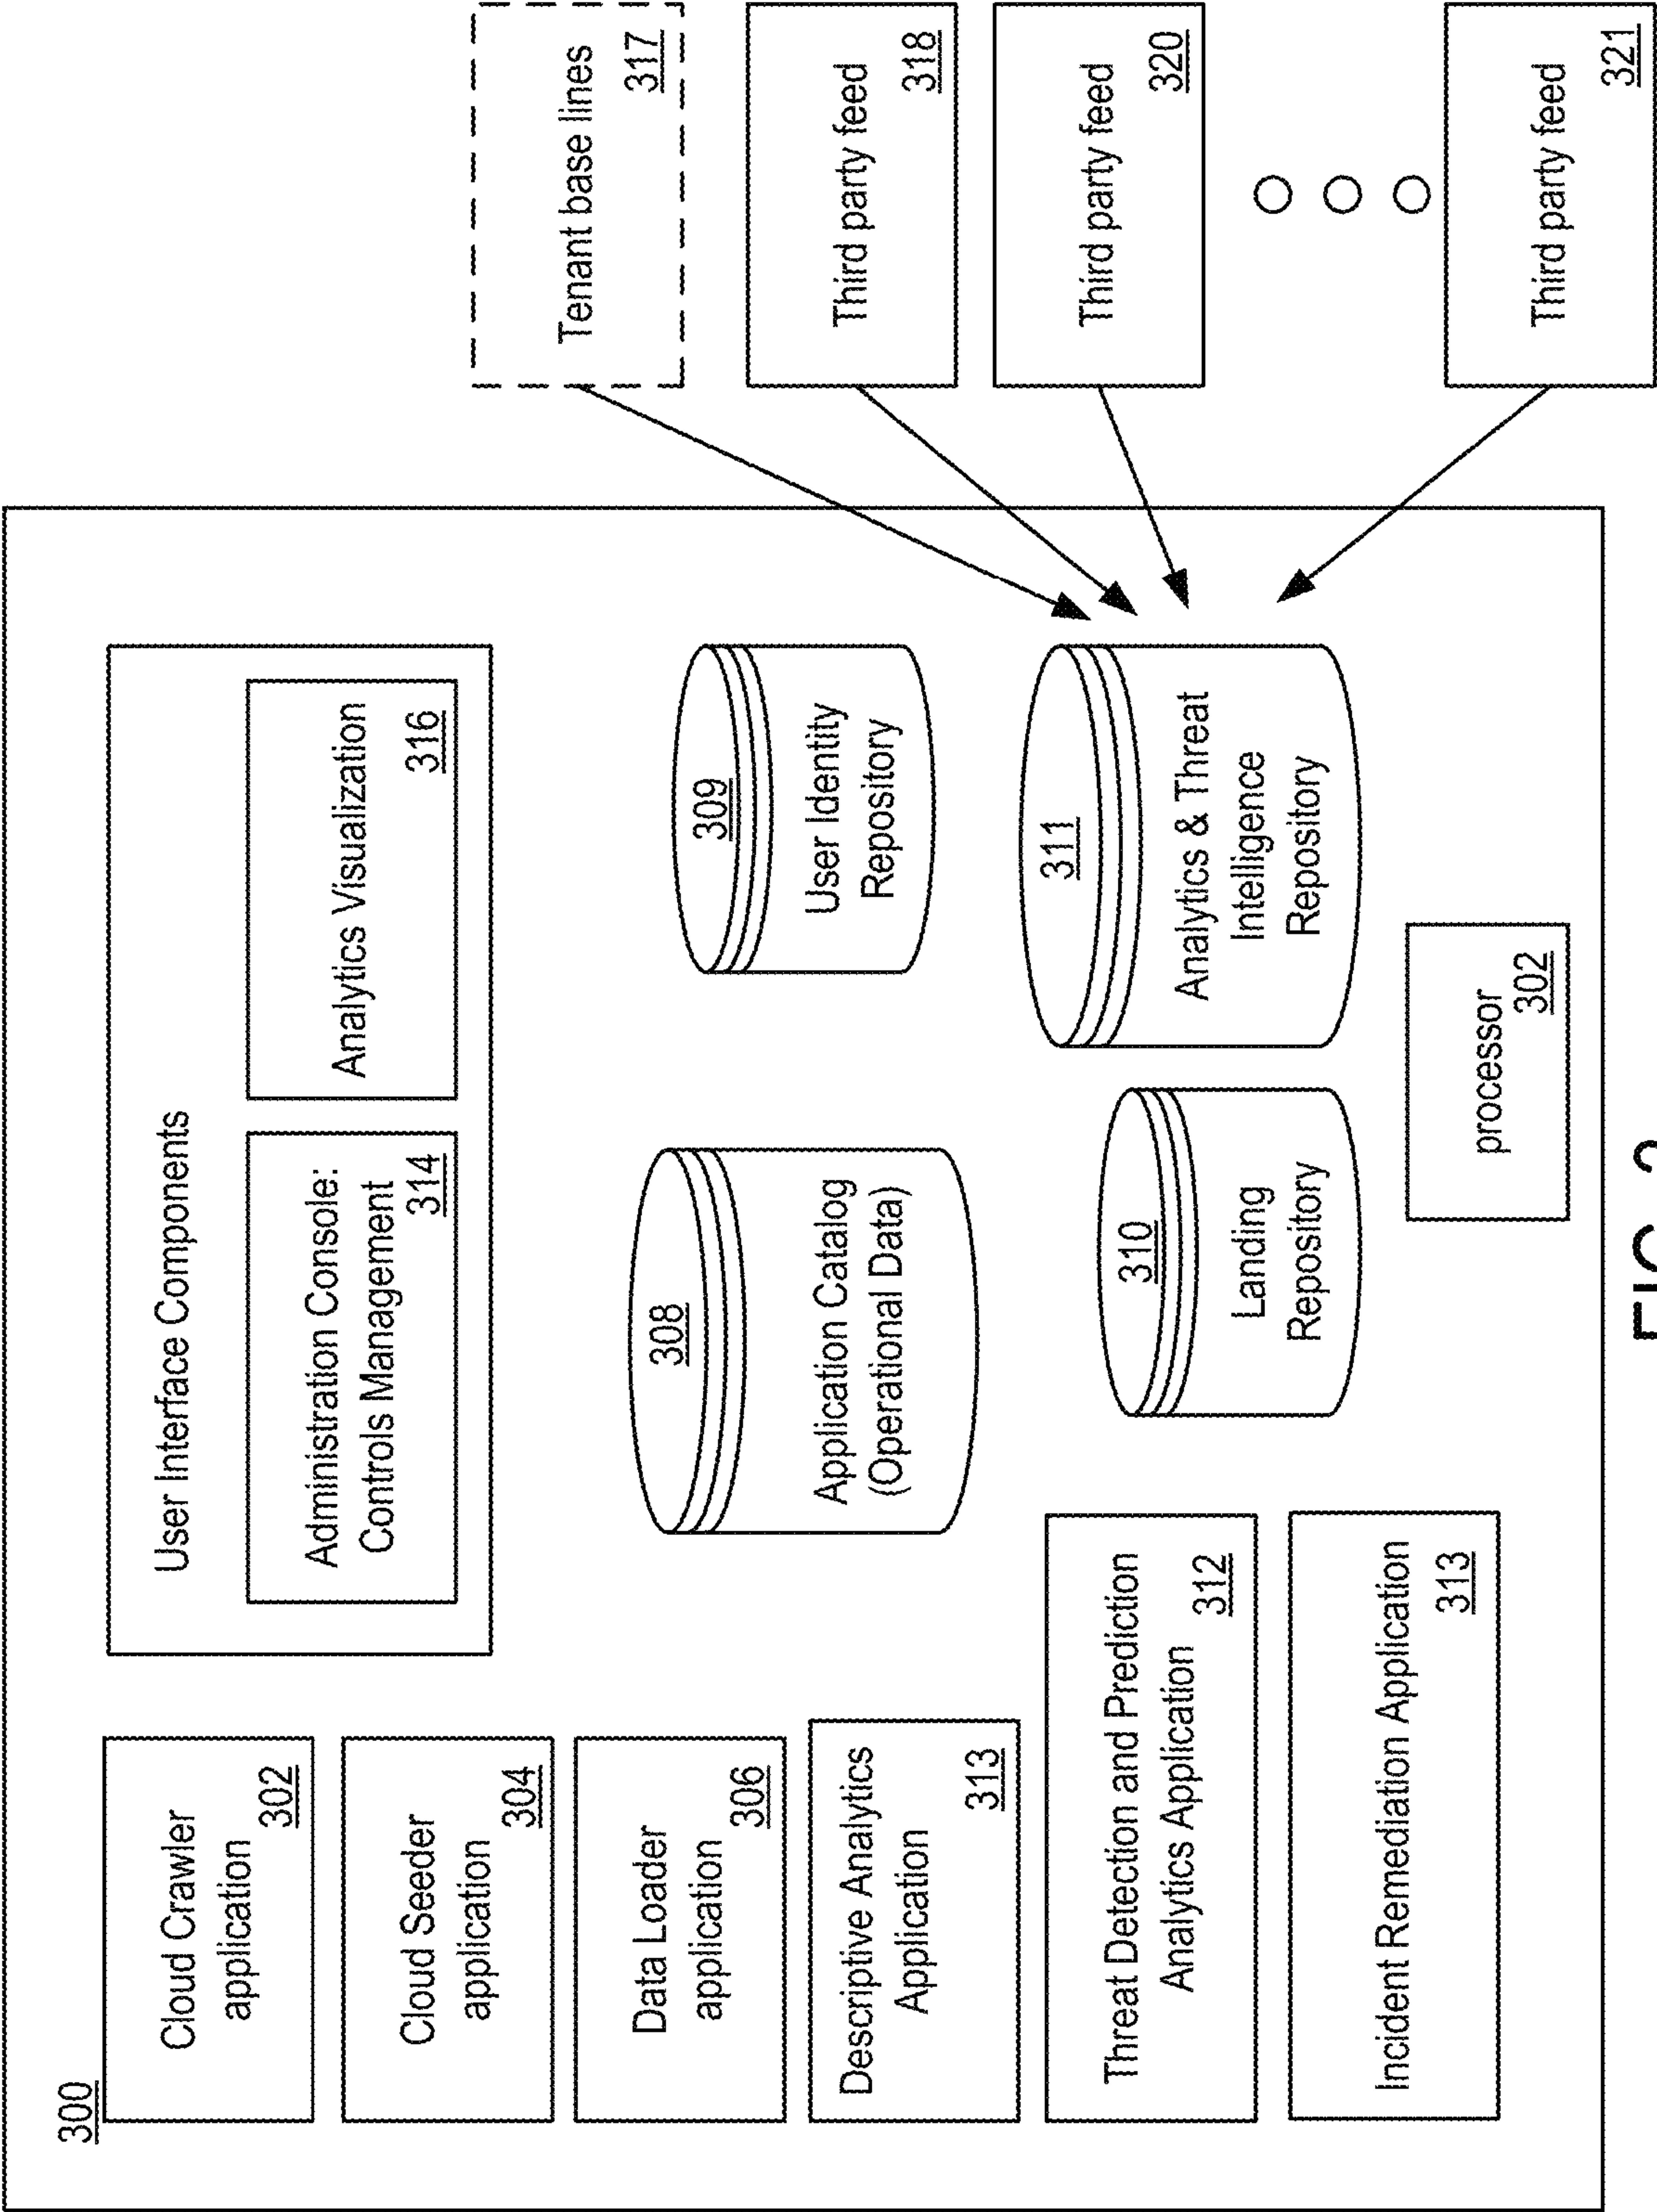 300
Cloud Crawler
application
302
Cloud Seeder
application
304
Data Loader
application
306
Descriptive Analytics
Application
313
Threat Detection and Prediction
Analytics Application
312
Incident Remediation Application
313
User Interface Components
Administration Console:
Controls Management
314
Analytics Visualization
316
308
Application Catalog
(Operational Data)
309
User Identity
Repository
310
Landing
Repository
311
Analytics & Threat
Intelligence
Repository
processor
302
Tenant base lines
317
Third party feed
318
Third party feed
320
Third party feed
321